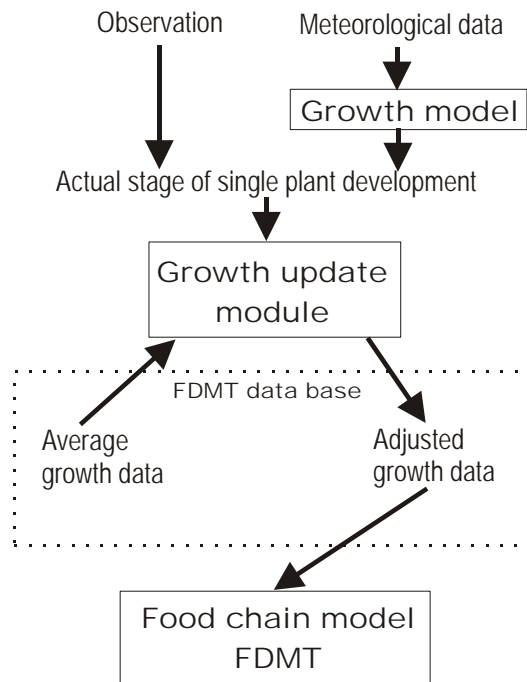 Observation
Meteorological data
Growth model
Actual stage of single plant development
Growth update
module
FDMT data base
Average
growth data
Adjusted
growth data
Food chain model
FDMT